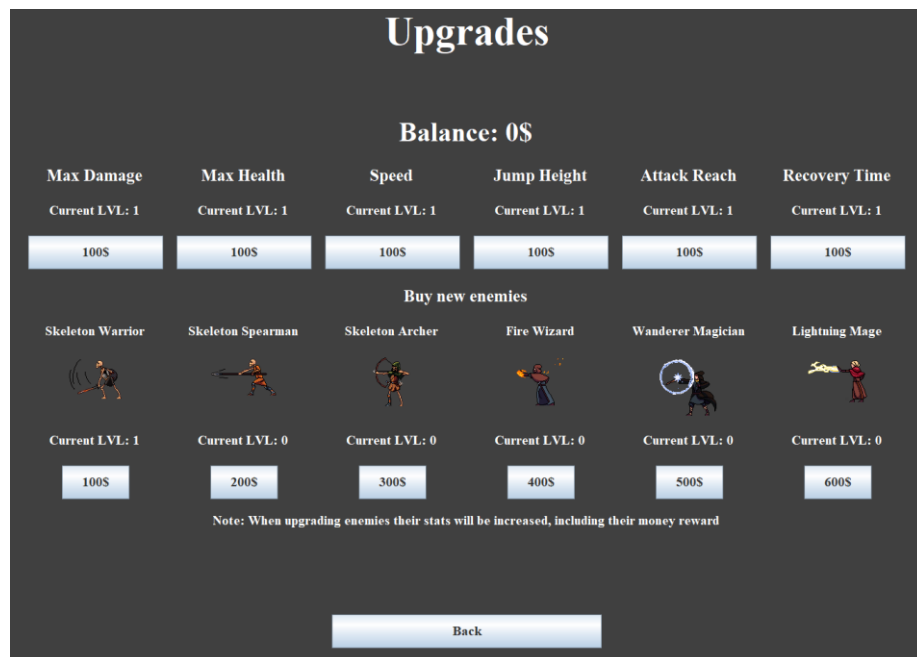 Upgrades
Balance: 0$
Max Damage Max Health Speed Jump Height Attack Reach Recovery Time
Current LVL: 1 Current LVL: 1 Current LVL: 1 Current LVL: 1 Current LVL: 1 Current LVL: 1
100$ 100$ 100$ 100$ 100$ 100$
Buy new enemies
Skeleton Warrior Skeleton Spearman Skeleton Archer Fire Wizard Wanderer Magician Lightning Mage
Current LVL: 1 Current LVL: 0 Current LVL: 0 Current LVL: 0 Current LVL: 0 Current LVL: 0
100$ 200$ 300$ 400$ 500$ 600$
Note: When upgrading enemies their stats will be increased, including their money reward
Back